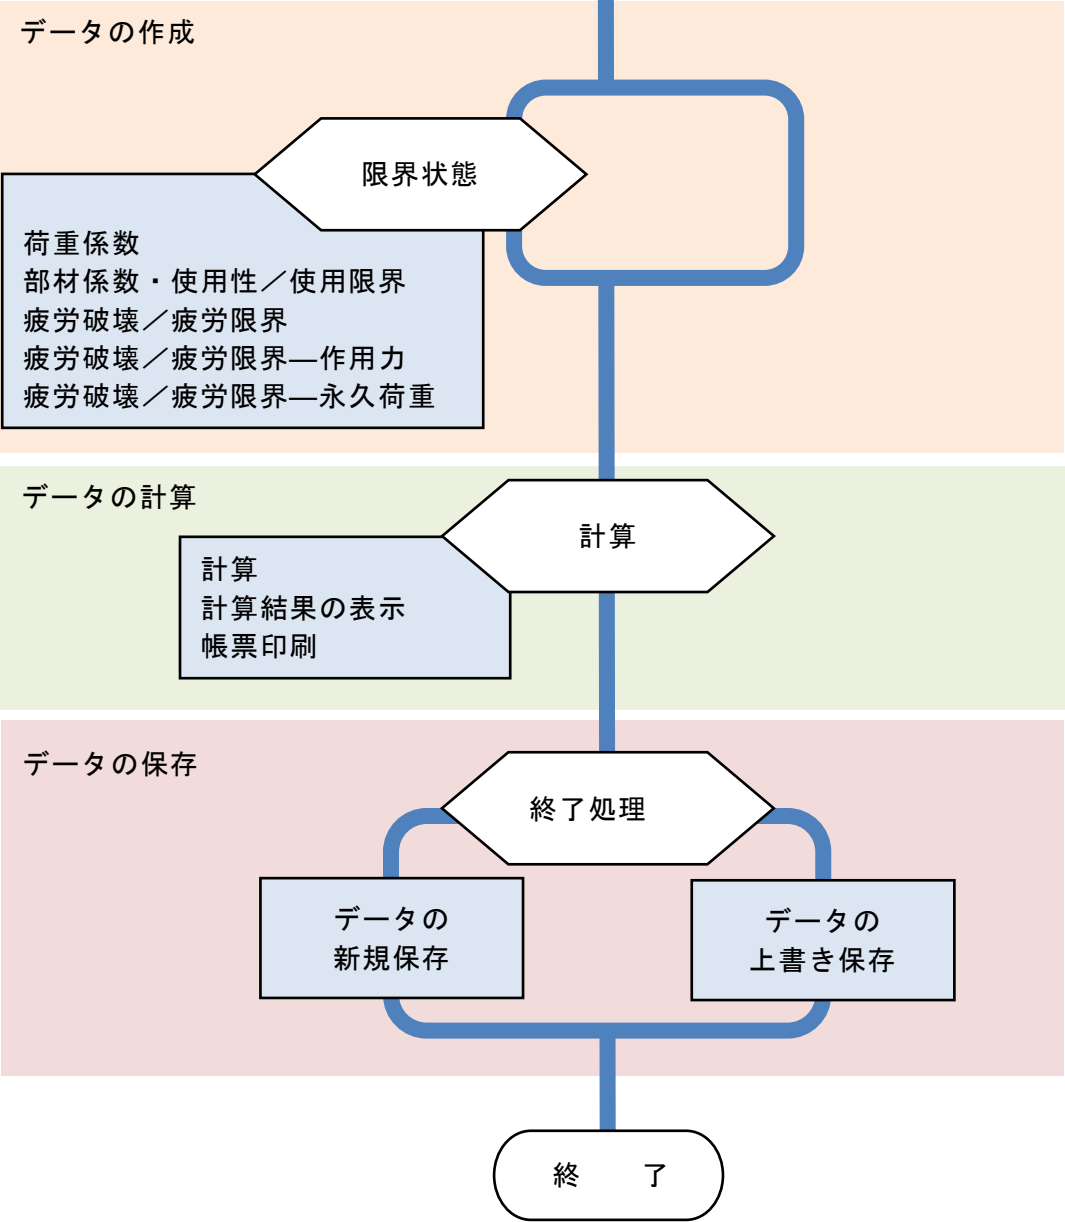 データの作成
限界状態
荷重係数
部材係数・使用性／使用限界
疲労破壊／疲労限界
疲労破壊／疲労限界―作用力
疲労破壊／疲労限界―永久荷重
データの計算
計算
計算
計算結果の表示
帳票印刷
データの保存
終了処理
データの
新規保存
データの
上書き保存
終　　了